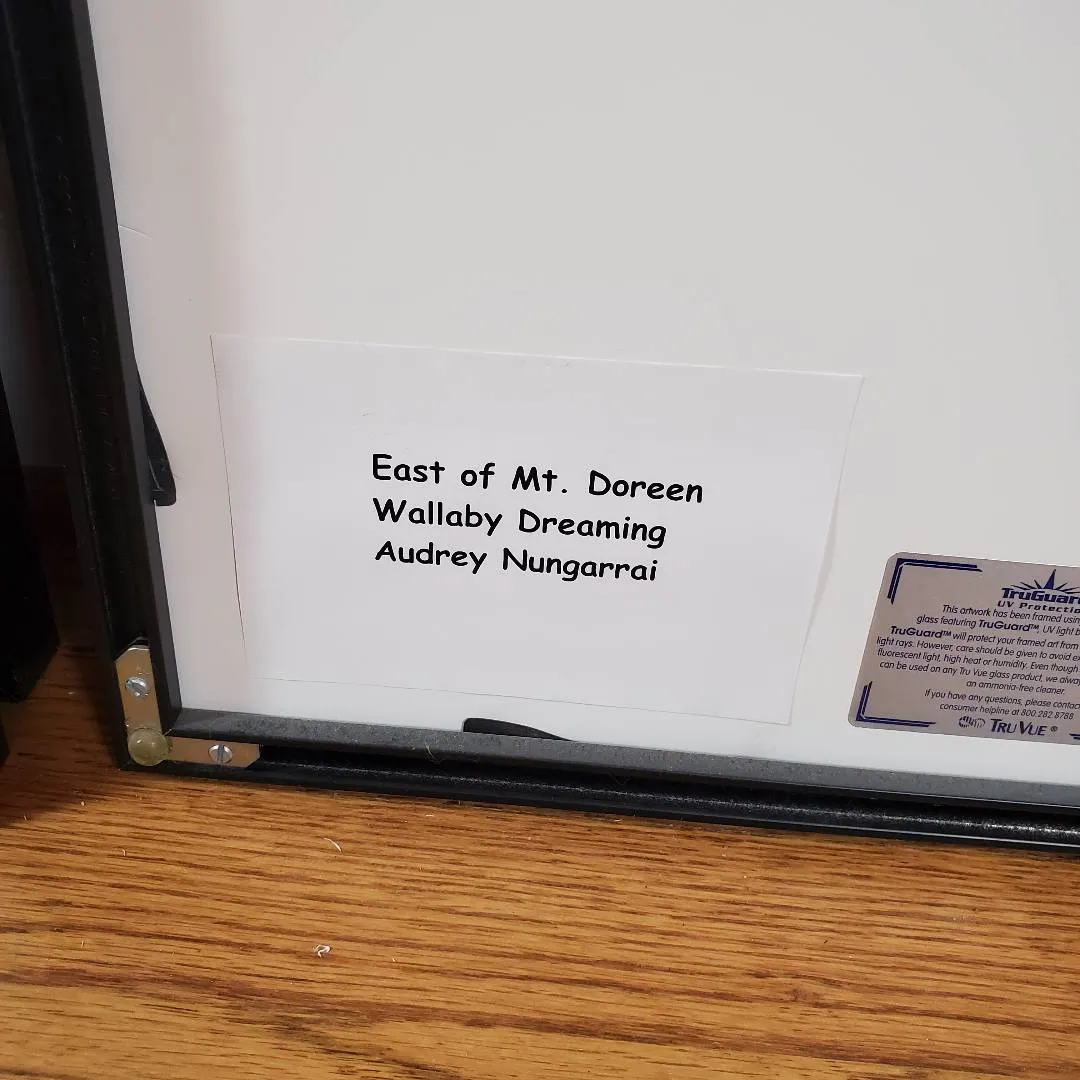 East of Mt. Doreen
Wallaby Dreaming
Audrey Nungarrai
TruGuard
UV Protectio
This artwork has been framed usin
glass featuring TruGuard™, UV light b
TruGuard™ will protect your framed art from
light rays. However, care should be given to avoid ex
fluorescent light, high heat or humidity. Even though
can be used on any Tru Vue glass product, we alway
an ammonia-free cleaner.
If you have any questions, please contac
consumer helpline at 800.282.8788
TRU VUE ®